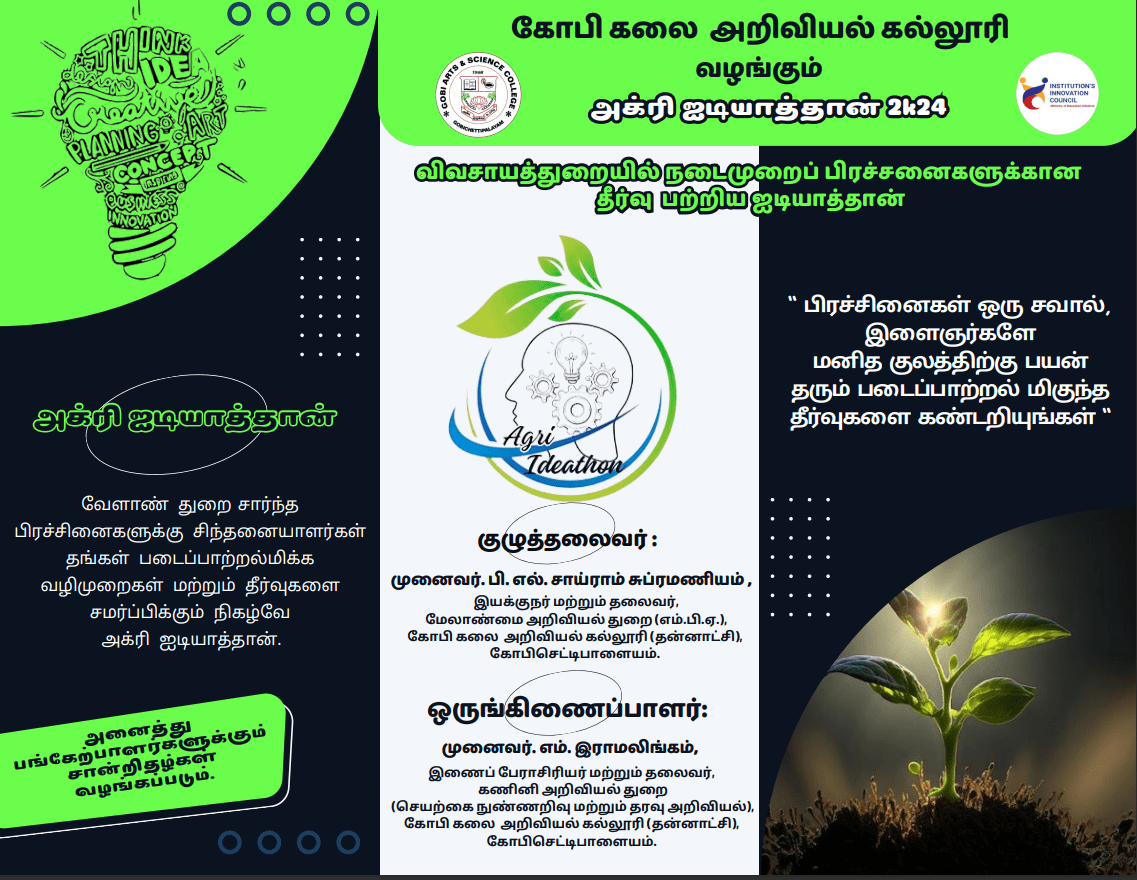 THINK
IDEA
design
Creative
PLANNING
ART
CONCEPT
BUSINESS
INNOVATION
கோபி கலை அறிவியல் கல்லூரி
வழங்கும்
அக்ரி ஐடியாத்தான் 2k24
GOBI ARTS & SCIENCE COLLEGE
1968
GOBICHETTIPALAYAM
INSTITUTION'S
INNOVATION
COUNCIL
விவசாயத்துறையில் நடைமுறைப் பிரச்சனைகளுக்கான
தீர்வு பற்றிய ஐடியாத்தான்
அக்ரி ஐடியாத்தான்
வேளாண் துறை சார்ந்த
பிரச்சினைகளுக்கு சிந்தனையாளர்கள்
தங்கள் படைப்பாற்றல்மிக்க
வழிமுறைகள் மற்றும் தீர்வுகளை
சமர்ப்பிக்கும் நிகழ்வே
அக்ரி ஐடியாத்தான்.
அனைத்து
பங்கேற்பாளர்களுக்கும்
சான்றிதழ்கள்
வழங்கப்படும்.
Agri
Ideathon
குழுத்தலைவர் :
முனைவர். பி. எல். சாய்ராம் சுப்ரமணியம் ,
இயக்குநர் மற்றும் தலைவர்,
மேலாண்மை அறிவியல் துறை (எம்.பி.ஏ.),
கோபி கலை அறிவியல் கல்லூரி (தன்னாட்சி),
கோபிசெட்டிபாளையம்.
ஒருங்கிணைப்பாளர்:
முனைவர். எம். இராமலிங்கம்,
இணைப் பேராசிரியர் மற்றும் தலைவர்,
கணினி அறிவியல் துறை
(செயற்கை நுண்ணறிவு மற்றும் தரவு அறிவியல்),
கோபி கலை அறிவியல் கல்லூரி (தன்னாட்சி),
கோபிசெட்டிபாளையம்.
“ பிரச்சினைகள் ஒரு சவால்,
இளைஞர்களே
மனித குலத்திற்கு பயன்
தரும் படைப்பாற்றல் மிகுந்த
தீர்வுகளை கண்டறியுங்கள் “